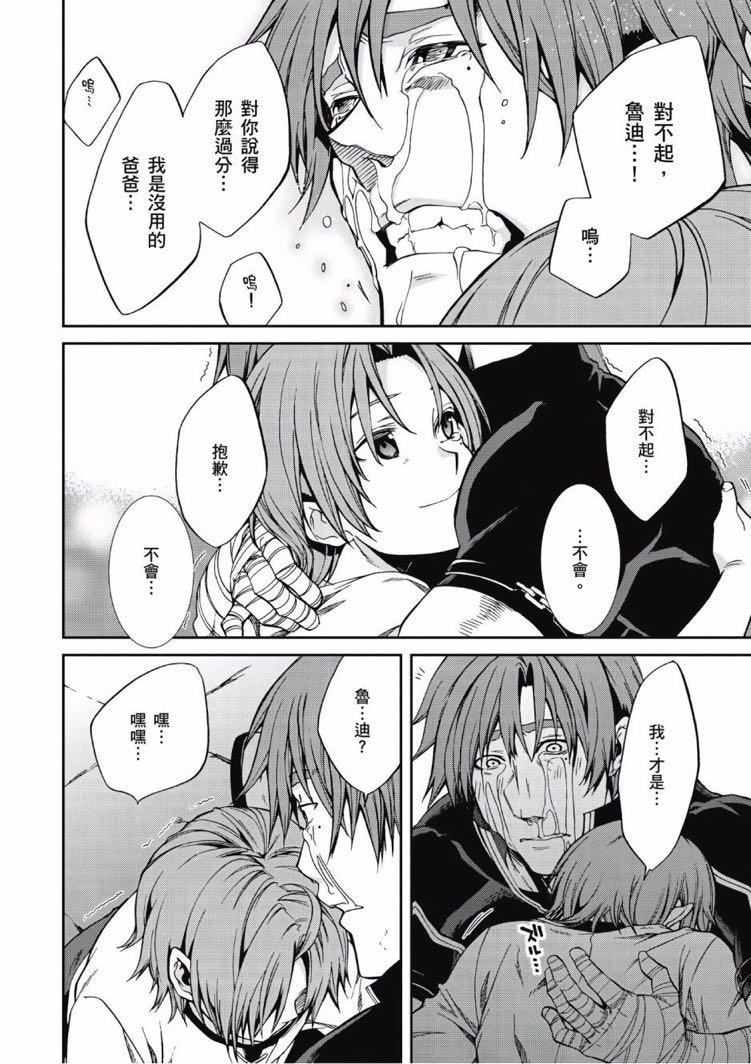 對不起，
魯迪…！
嗚…
對你說得
那麼過分…
我是沒用的
爸爸…
嗚…
嗚！
對不起…
…不會。
抱歉…
不會…
我…才是…
ズル…
魯…迪？
嘿…
嘿嘿…